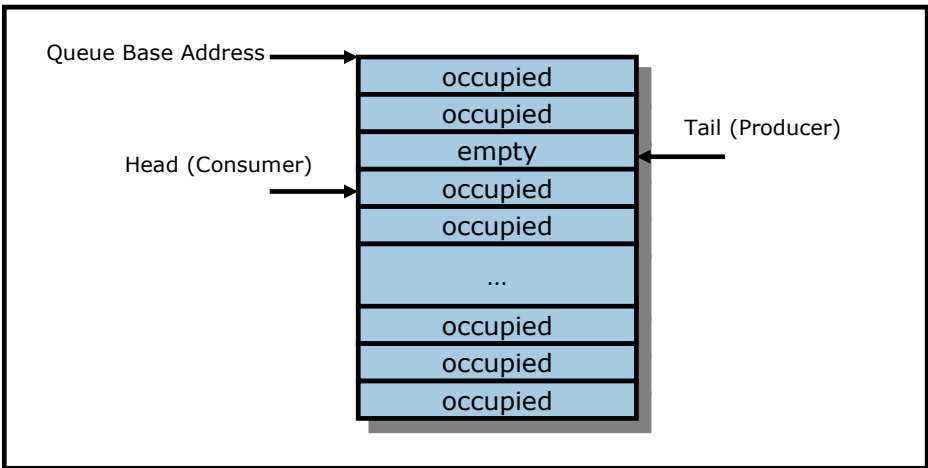 Queue Base Address
occupied
occupied
Tail (Producer)
empty
Head (Consumer)
occupied
occupied
...
occupied
occupied
occupied